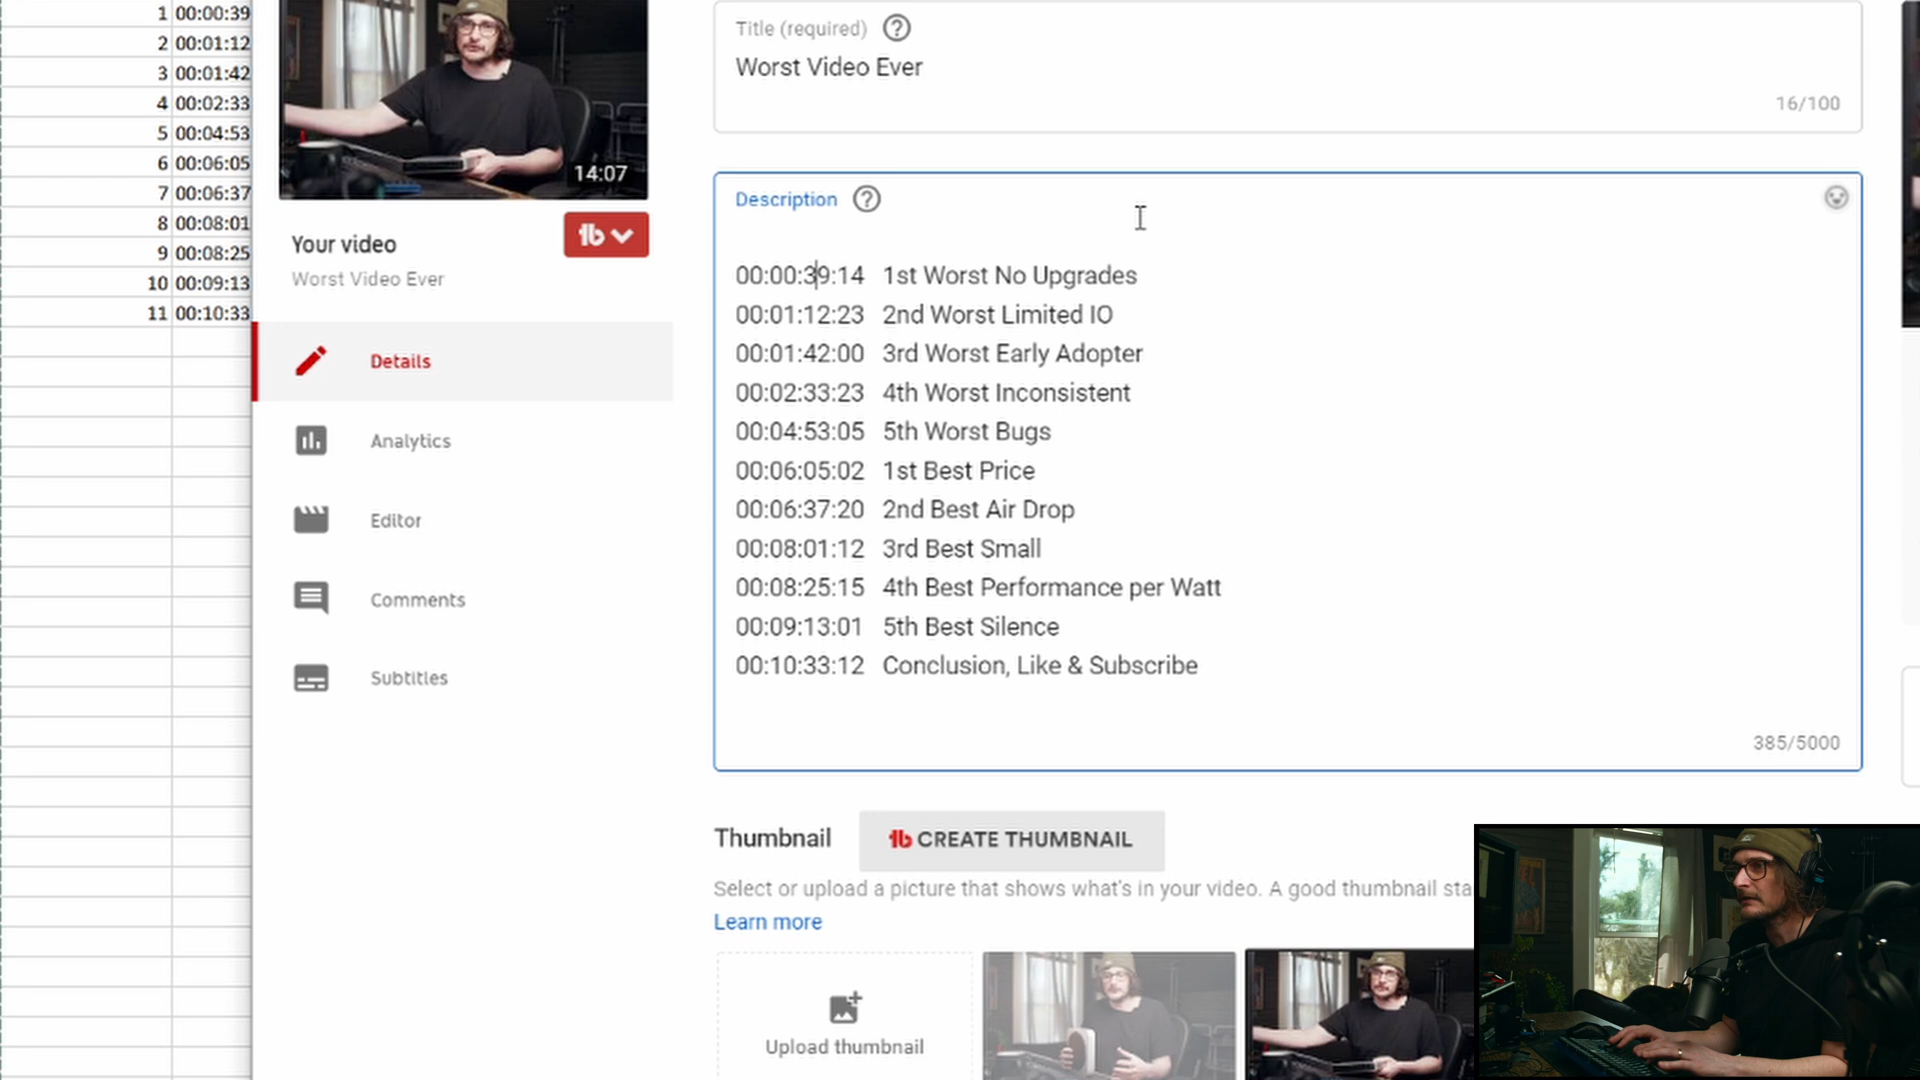 1 00:00:39
2 00:01:12
3 00:01:42
4 00:02:33
5 00:04:53
6 00:06:05
7 00:06:37
8 00:08:01
9 00:08:25
10 00:09:13
11 00:10:33
14:07
Your video
Worst Video Ever
Details
Analytics
Editor
Comments
Subtitles
Title (required)
Worst Video Ever
16/100
Description
00:00:39:14 1st Worst No Upgrades
00:01:12:23 2nd Worst Limited IO
00:01:42:00 3rd Worst Early Adopter
00:02:33:23 4th Worst Inconsistent
00:04:53:05 5th Worst Bugs
00:06:05:02 1st Best Price
00:06:37:20 2nd Best Air Drop
00:08:01:12 3rd Best Small
00:08:25:15 4th Best Performance per Watt
00:09:13:01 5th Best Silence
00:10:33:12 Conclusion, Like & Subscribe
385/5000
Thumbnail
CREATE THUMBNAIL
Select or upload a picture that shows what's in your video. A good thumbnail sta
Learn more
Upload thumbnail